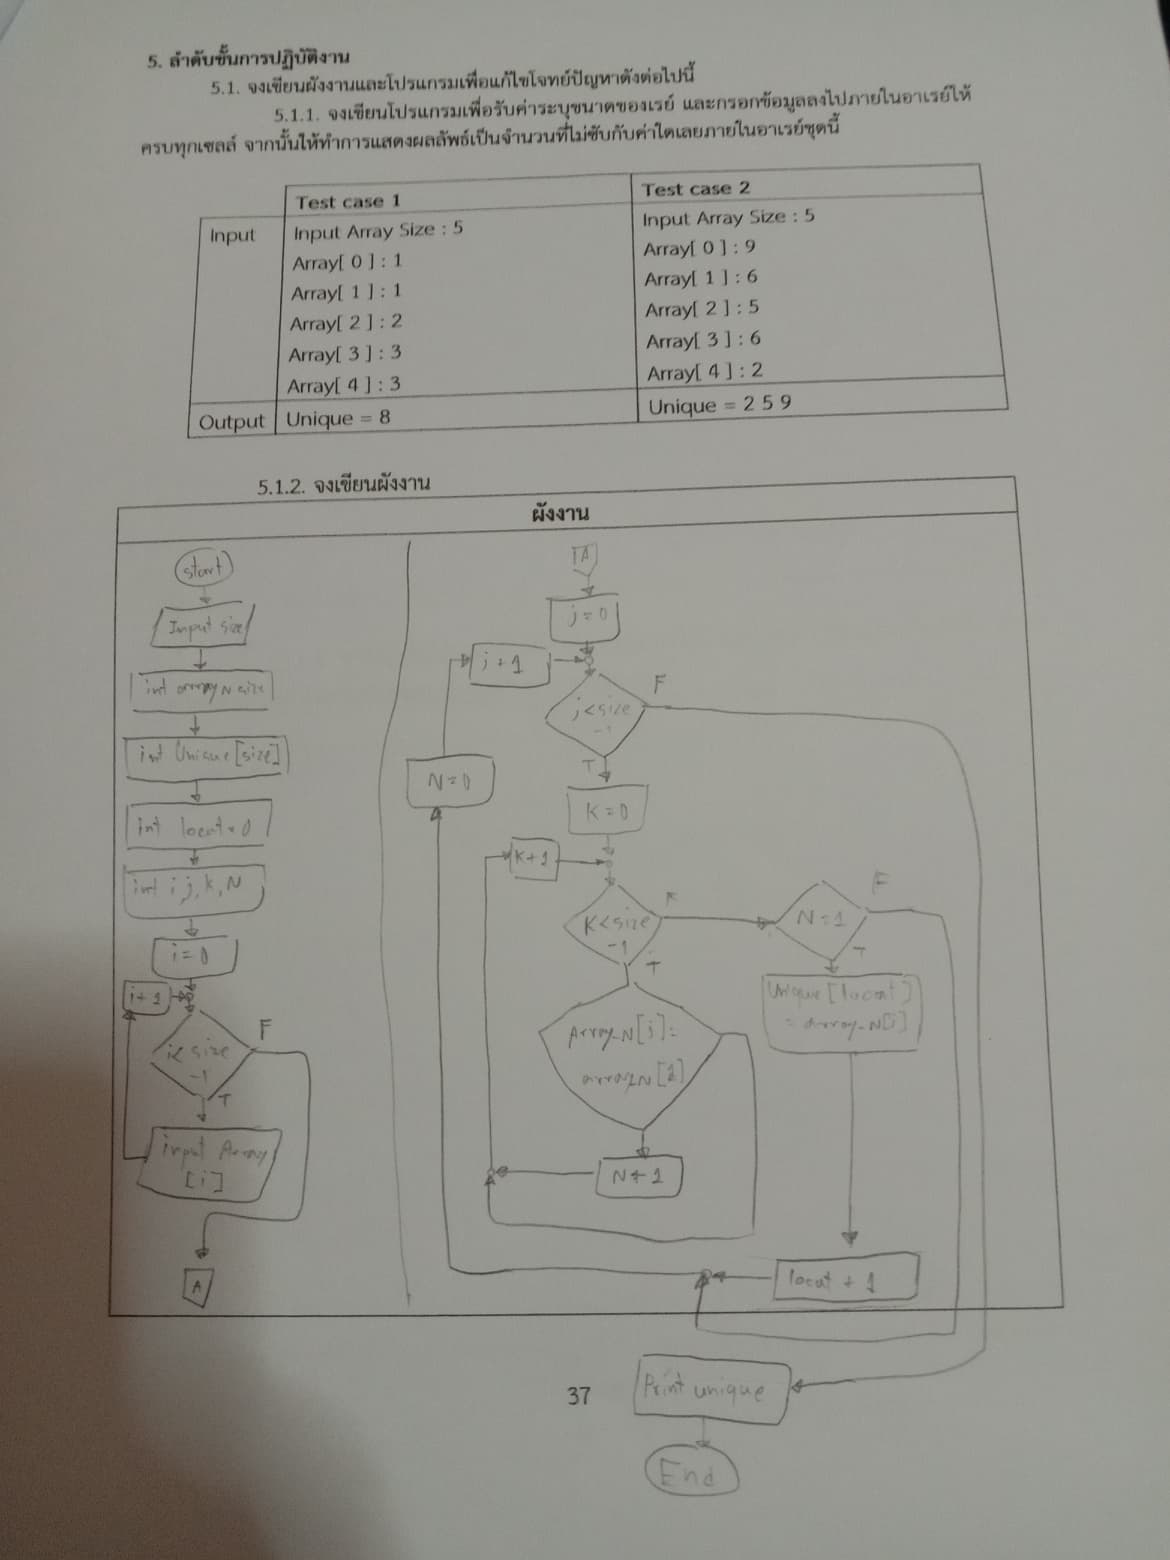 5. ลำดับขั้นการปฏิบัติงาน
5.1. จงเขียนผังงานและโปรแกรมเพื่อแก้ไขโจทย์ปัญหาดังต่อไปนี้
5.1.1. จงเขียนโปรแกรมเพื่อรับค่าระบุขนาดของเรย์ และกรอกข้อมูลลงไปภายในอาเรย์ให้
ครบทุกเซลล์ จากนั้นให้ทำการแสดงผลลัพธ์เป็นจำนวนที่ไม่ซ้ำกับค่าใดเลยภายในอาเรย์ชุดนี้
Test case 1
Test case 2
Input
Input Array Size : 5
Array[ 0 ] : 1
Array[ 1 ] : 1
Array[ 2 ] : 2
Array[ 3 ] : 3
Array[ 4 ] : 3
Input Array Size : 5
Array[ 0 ] : 9
Array[ 1 ] : 6
Array[ 2 ] : 5
Array[ 3 ] : 6
Array[ 4 ] : 2
Output
Unique = 8
Unique = 2 5 9
5.1.2. จงเขียนผังงาน
ผังงาน
start
Input size
int array N size
int Unique [size]
int locat = 0
int i, j, k, N
i = 0
i + 1
i < size
-1
F
T
input Array
[i]
A
A
j = 0
j + 1
j < size
-1
F
T
N = 0
K = 0
K + 1
K < size
-1
F
T
N = 1
F
T
Unique [locat]
= array-N[i]
Array-N[j] =
array-N[1]
N + 1
locat + 1
Print unique
End
37